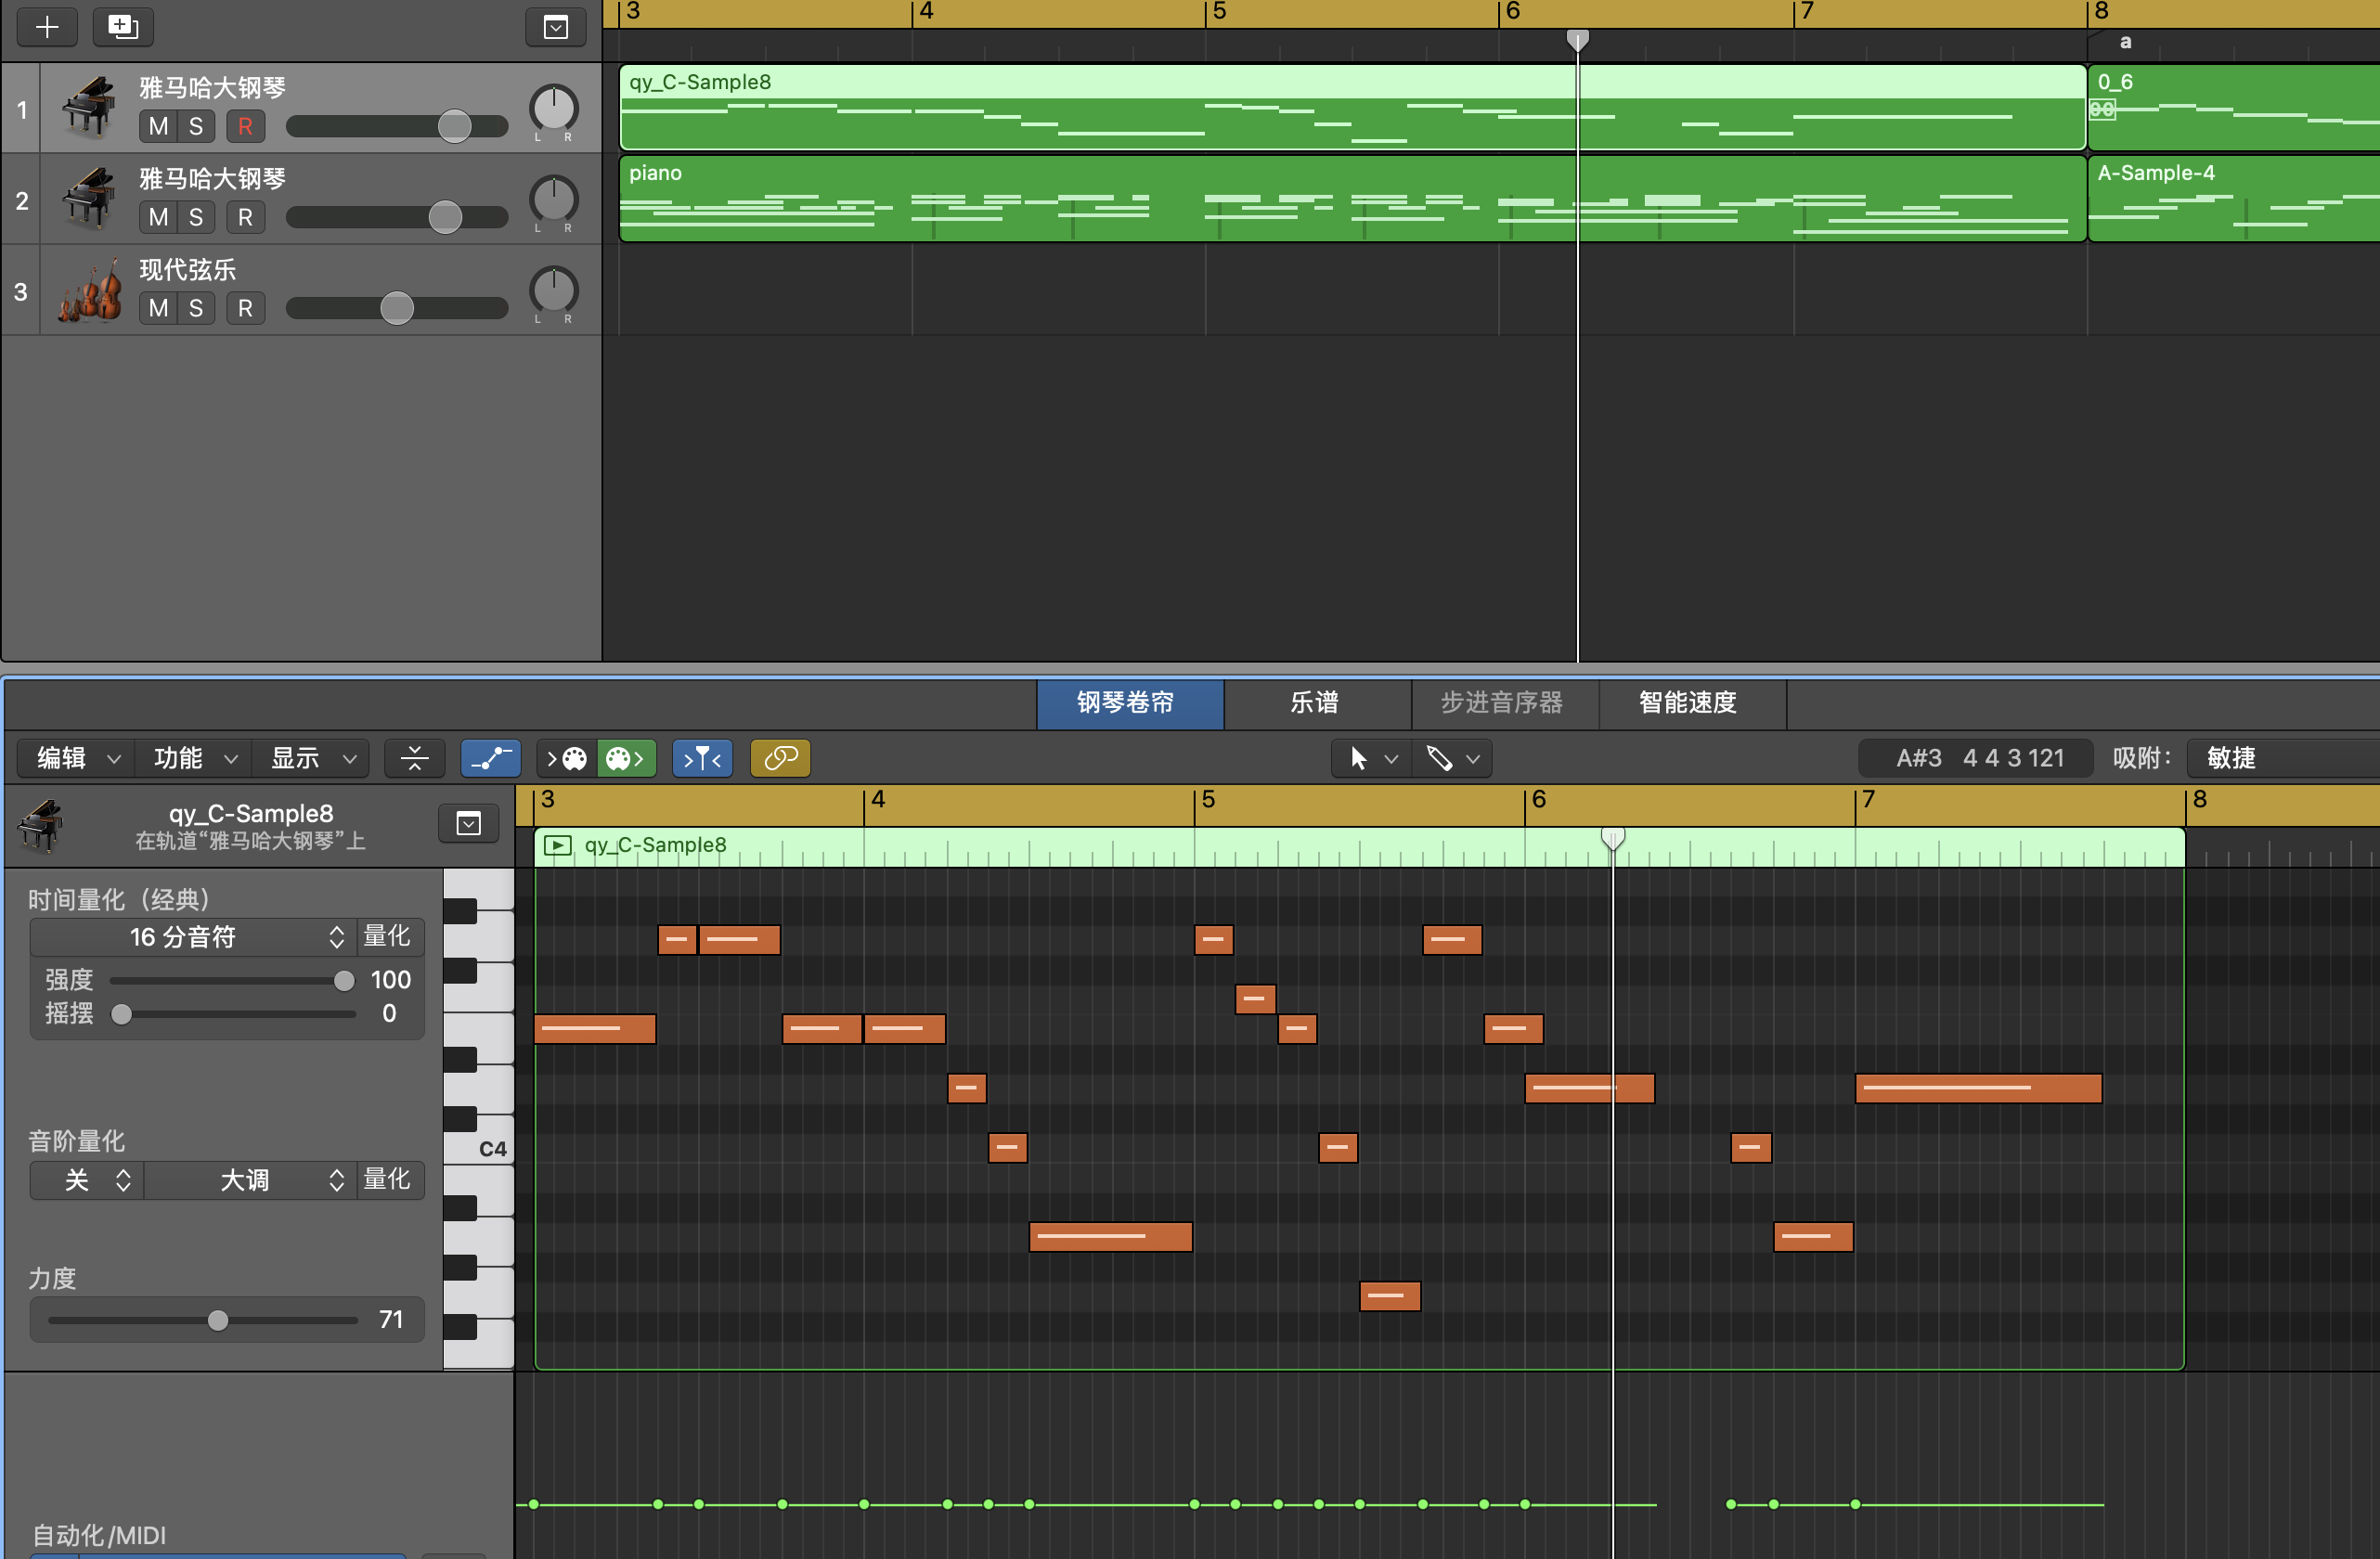 3 4 5 6 7 8
a
1 雅马哈大钢琴
M S R
L R
qy_C-Sample8
0_6
2 雅马哈大钢琴
M S R
L R
piano
A-Sample-4
3 现代弦乐
M S R
L R
钢琴卷帘 乐谱 步进音序器 智能速度
编辑 功能 显示
A#3 4 4 3 121 吸附: 敏捷
qy_C-Sample8
在轨道“雅马哈大钢琴”上
3 4 5 6 7 8
qy_C-Sample8
时间量化（经典）
16 分音符 量化
强度 100
摇摆 0
音阶量化
关 大调 量化
C4
力度
71
自动化/MIDI